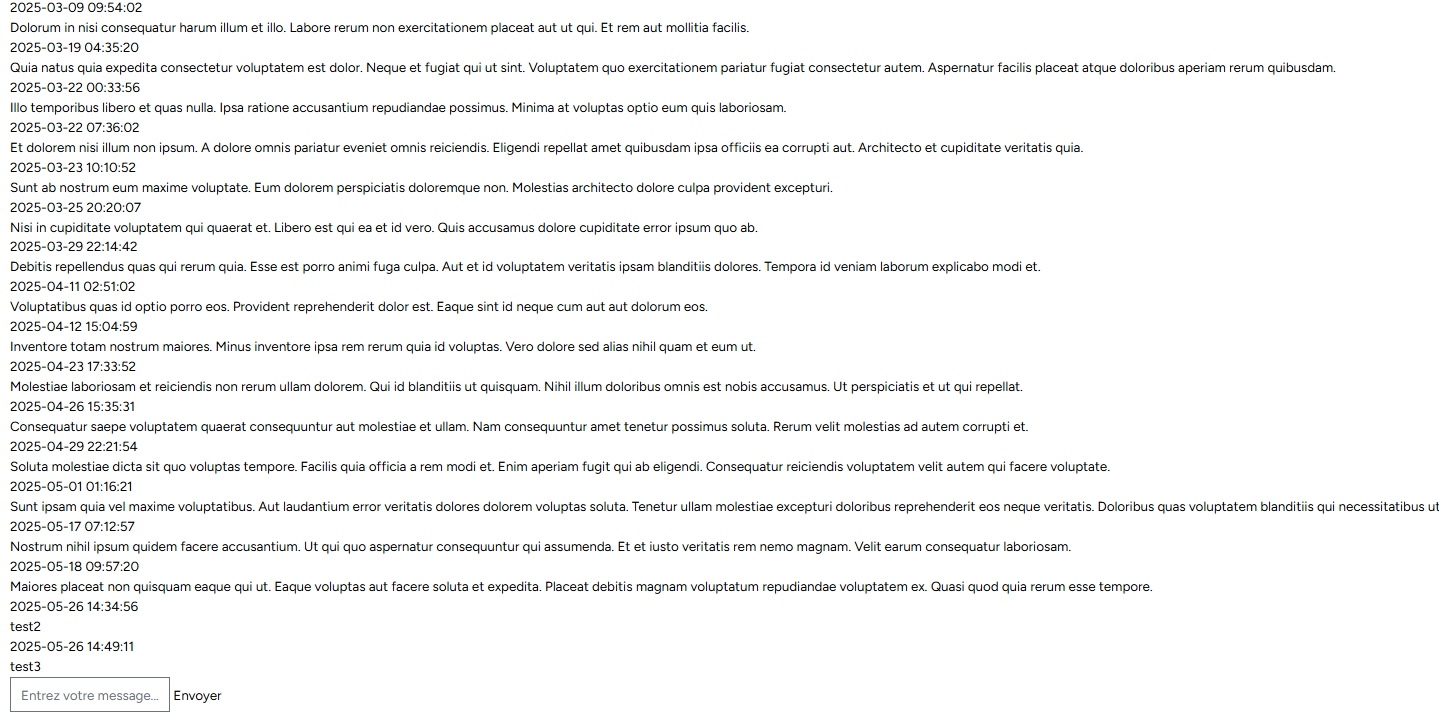 2025-03-09 09:54:02
Dolorum in nisi consequatur harum illum et illo. Labore rerum non exercitationem placeat aut ut qui. Et rem aut mollitia facilis.
2025-03-19 04:35:20
Quia natus quia expedita consectetur voluptatem est dolor. Neque et fugiat qui ut sint. Voluptatem quo exercitationem pariatur fugiat consectetur autem. Aspernatur facilis placeat atque doloribus aperiam rerum quibusdam.
2025-03-22 00:33:56
Illo temporibus libero et quas nulla. Ipsa ratione accusantium repudiandae possimus. Minima at voluptas optio eum quis laboriosam.
2025-03-22 07:36:02
Et dolorem nisi illum non ipsum. A dolore omnis pariatur eveniet omnis reiciendis. Eligendi repellat amet quibusdam ipsa officiis ea corrupti aut. Architecto et cupiditate veritatis quia.
2025-03-23 10:10:52
Sunt ab nostrum eum maxime voluptate. Eum dolorem perspiciatis doloremque non. Molestias architecto dolore culpa provident excepturi.
2025-03-25 20:20:07
Nisi in cupiditate voluptatem qui quaerat et. Libero est qui ea et id vero. Quis accusamus dolore cupiditate error ipsum quo ab.
2025-03-29 22:14:42
Debitis repellendus quas qui rerum quia. Esse est porro animi fuga culpa. Aut et id voluptatem veritatis ipsam blanditiis dolores. Tempora id veniam laborum explicabo modi et.
2025-04-11 02:51:02
Voluptatibus quas id optio porro eos. Provident reprehenderit dolor est. Eaque sint id neque cum aut aut dolorum eos.
2025-04-12 15:04:59
Inventore totam nostrum maiores. Minus inventore ipsa rem rerum quia id voluptas. Vero dolore sed alias nihil quam et eum ut.
2025-04-23 17:33:52
Molestiae laboriosam et reiciendis non rerum ullam dolorem. Qui id blanditiis ut quisquam. Nihil illum doloribus omnis est nobis accusamus. Ut perspiciatis et ut qui repellat.
2025-04-26 15:35:31
Consequatur saepe voluptatem quaerat consequuntur aut molestiae et ullam. Nam consequuntur amet tenetur possimus soluta. Rerum velit molestias ad autem corrupti et.
2025-04-29 22:21:54
Soluta molestiae dicta sit quo voluptas tempore. Facilis quia officia a rem modi et. Enim aperiam fugit qui ab eligendi. Consequatur reiciendis voluptatem velit autem qui facere voluptate.
2025-05-01 01:16:21
Sunt ipsam quia vel maxime voluptatibus. Aut laudantium error veritatis dolores dolorem voluptas soluta. Tenetur ullam molestiae excepturi doloribus reprehenderit eos neque veritatis. Doloribus quas voluptatem blanditiis qui necessitatibus ut
2025-05-17 07:12:57
Nostrum nihil ipsum quidem facere accusantium. Ut qui quo aspernatur consequuntur qui assumenda. Et et iusto veritatis rem nemo magnam. Velit earum consequatur laboriosam.
2025-05-18 09:57:20
Maiores placeat non quisquam eaque qui ut. Eaque voluptas aut facere soluta et expedita. Placeat debitis magnam voluptatum repudiandae voluptatem ex. Quasi quod quia rerum esse tempore.
2025-05-26 14:34:56
test2
2025-05-26 14:49:11
test3
Entrez votre message... Envoyer